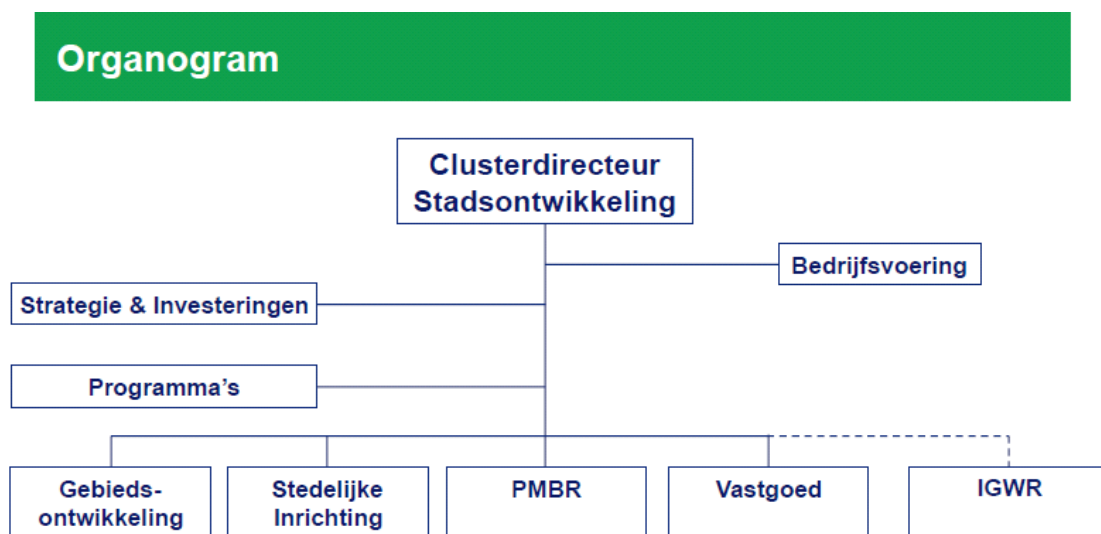 Organogram
Clusterdirecteur
Stadsontwikkeling
Bedrijfsvoering
Strategie & Investeringen
Programma’s
Gebieds-
ontwikkeling
Stedelijke
Inrichting
PMBR
Vastgoed
IGWR